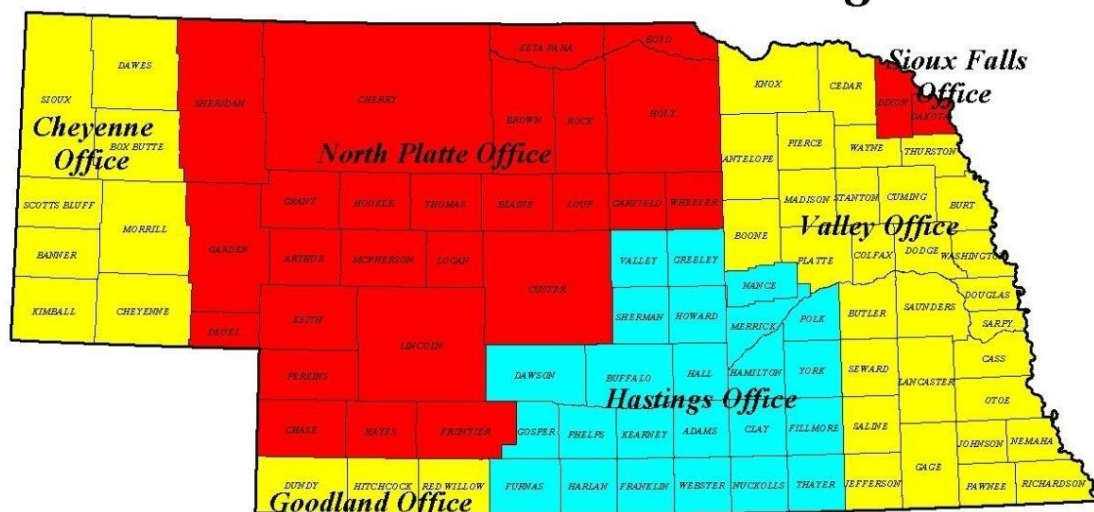 DAWES
SIOUX
Cheyenne
Office
BOX BUTTE
SCOTTS BLUFF
MORRILL
BANNER
KIMBALL
CHEYENNE
SHERIDAN
CHERRY
KEYA PAHA
BOYD
BROWN
ROCK
HOLT
North Platte Office
GRANT
HOOKER
THOMAS
BLAINE
LOUP
GARFIELD
WHEELER
GARDEN
ARTHUR
MCPHERSON
LOGAN
CUSTER
DEUEL
KEITH
LINCOLN
PERKINS
CHASE
HAYES
FRONTIER
DUNDY
HITCHCOCK
RED WILLOW
Goodland Office
VALLEY
GREELEY
NANCE
SHERMAN
HOWARD
MERRICK
POLK
DAWSON
BUFFALO
HALL
HAMILTON
YORK
Hastings Office
GOSPER
PHELPS
KEARNEY
ADAMS
CLAY
FILLMORE
FURNAS
HARLAN
FRANKLIN
WEBSTER
NUCKOLLS
THAYER
KNOX
CEDAR
Sioux Falls
Office
DIXON
DAKOTA
ANTELOPE
PIERCE
WAYNE
THURSTON
MADISON
STANTON
CUMING
BURT
Valley Office
BOONE
PLATTE
COLFAX
DODGE
WASHINGTON
BUTLER
SAUNDERS
DOUGLAS
SARPY
SEWARD
LANCASTER
CASS
OTOE
SALINE
GAGE
JOHNSON
NEMAHA
JEFFERSON
PAWNEE
RICHARDSON